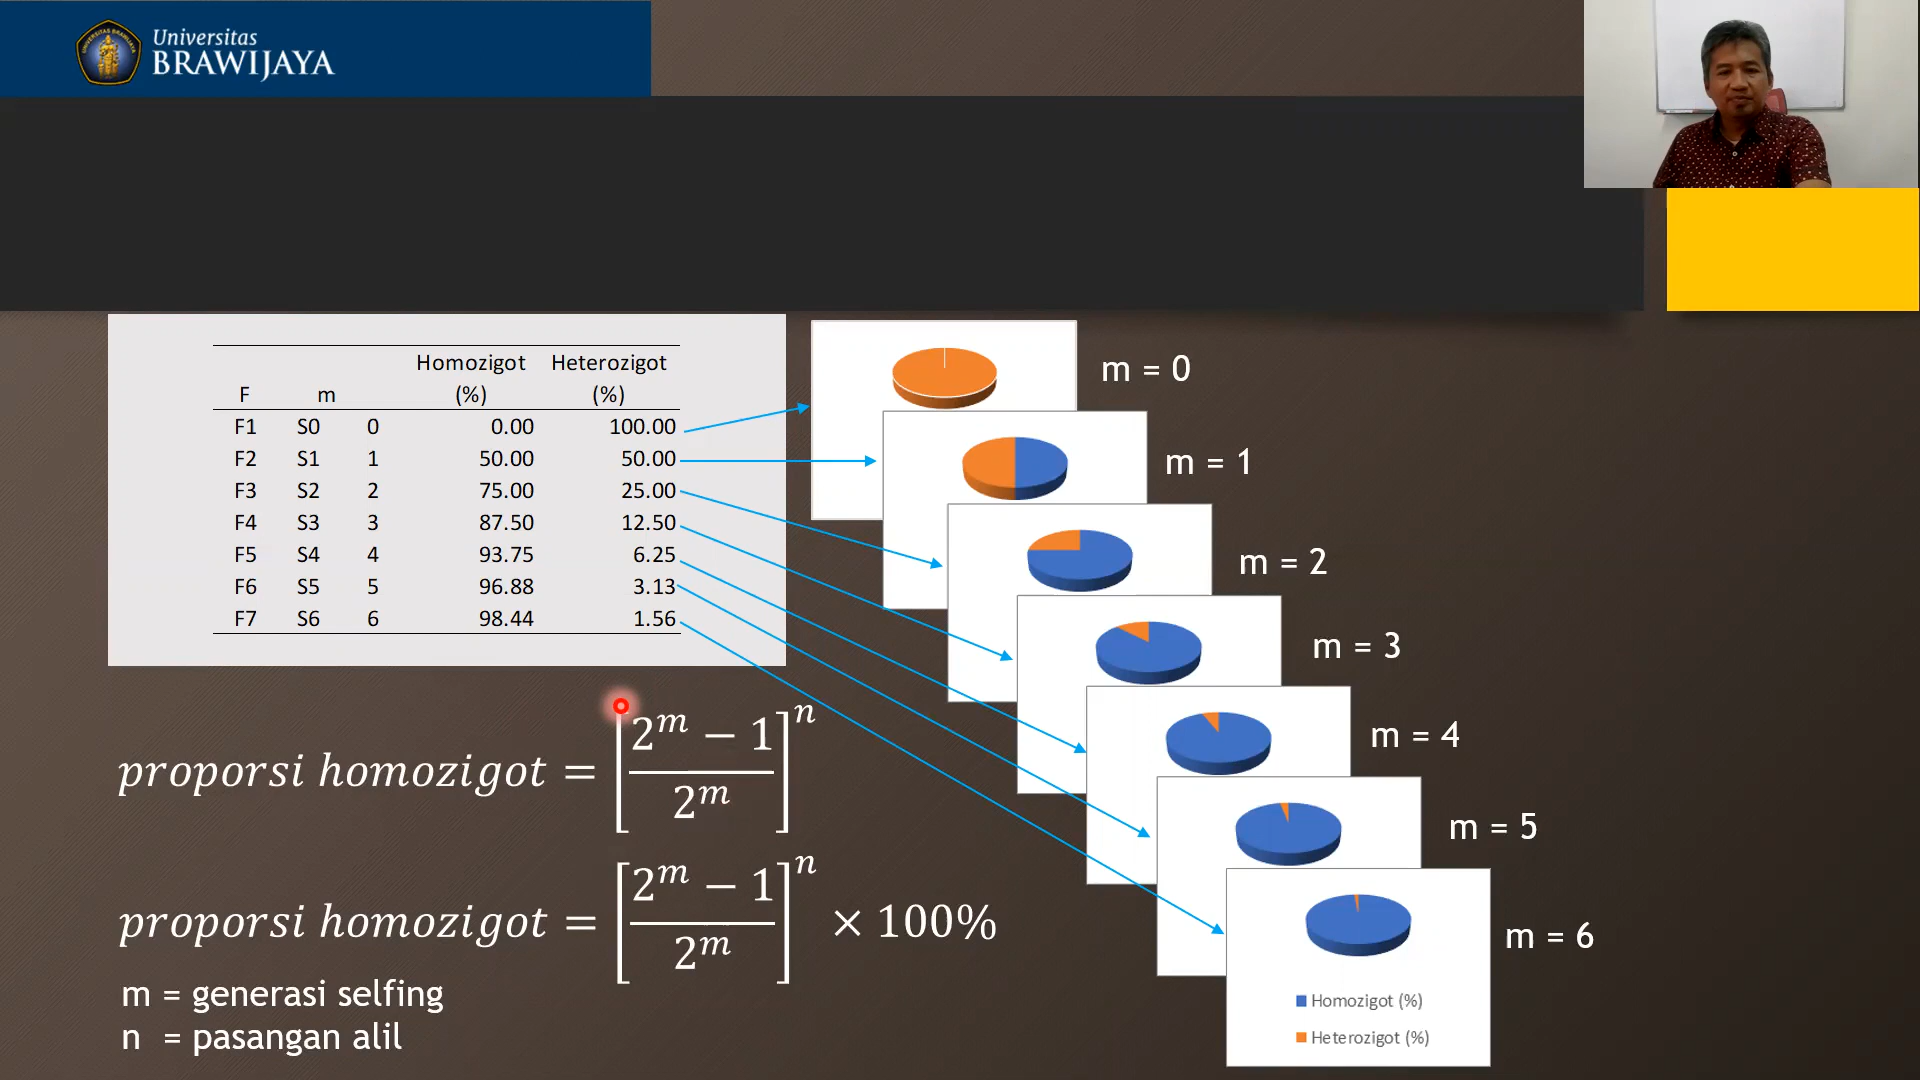 Universitas
BRAWIJAYA
Homozigot Heterozigot
F m (%) (%)
F1 S0 0 0.00 100.00
F2 S1 1 50.00 50.00
F3 S2 2 75.00 25.00
F4 S3 3 87.50 12.50
F5 S4 4 93.75 6.25
F6 S5 5 96.88 3.13
F7 S6 6 98.44 1.56
m = 0
m = 1
m = 2
m = 3
m = 4
m = 5
m = 6
Homozigot (%)
Heterozigot (%)
proporsi homozigot = [(2^m − 1)/2^m]^n
proporsi homozigot = [(2^m − 1)/2^m]^n × 100%
m = generasi selfing
n = pasangan alil